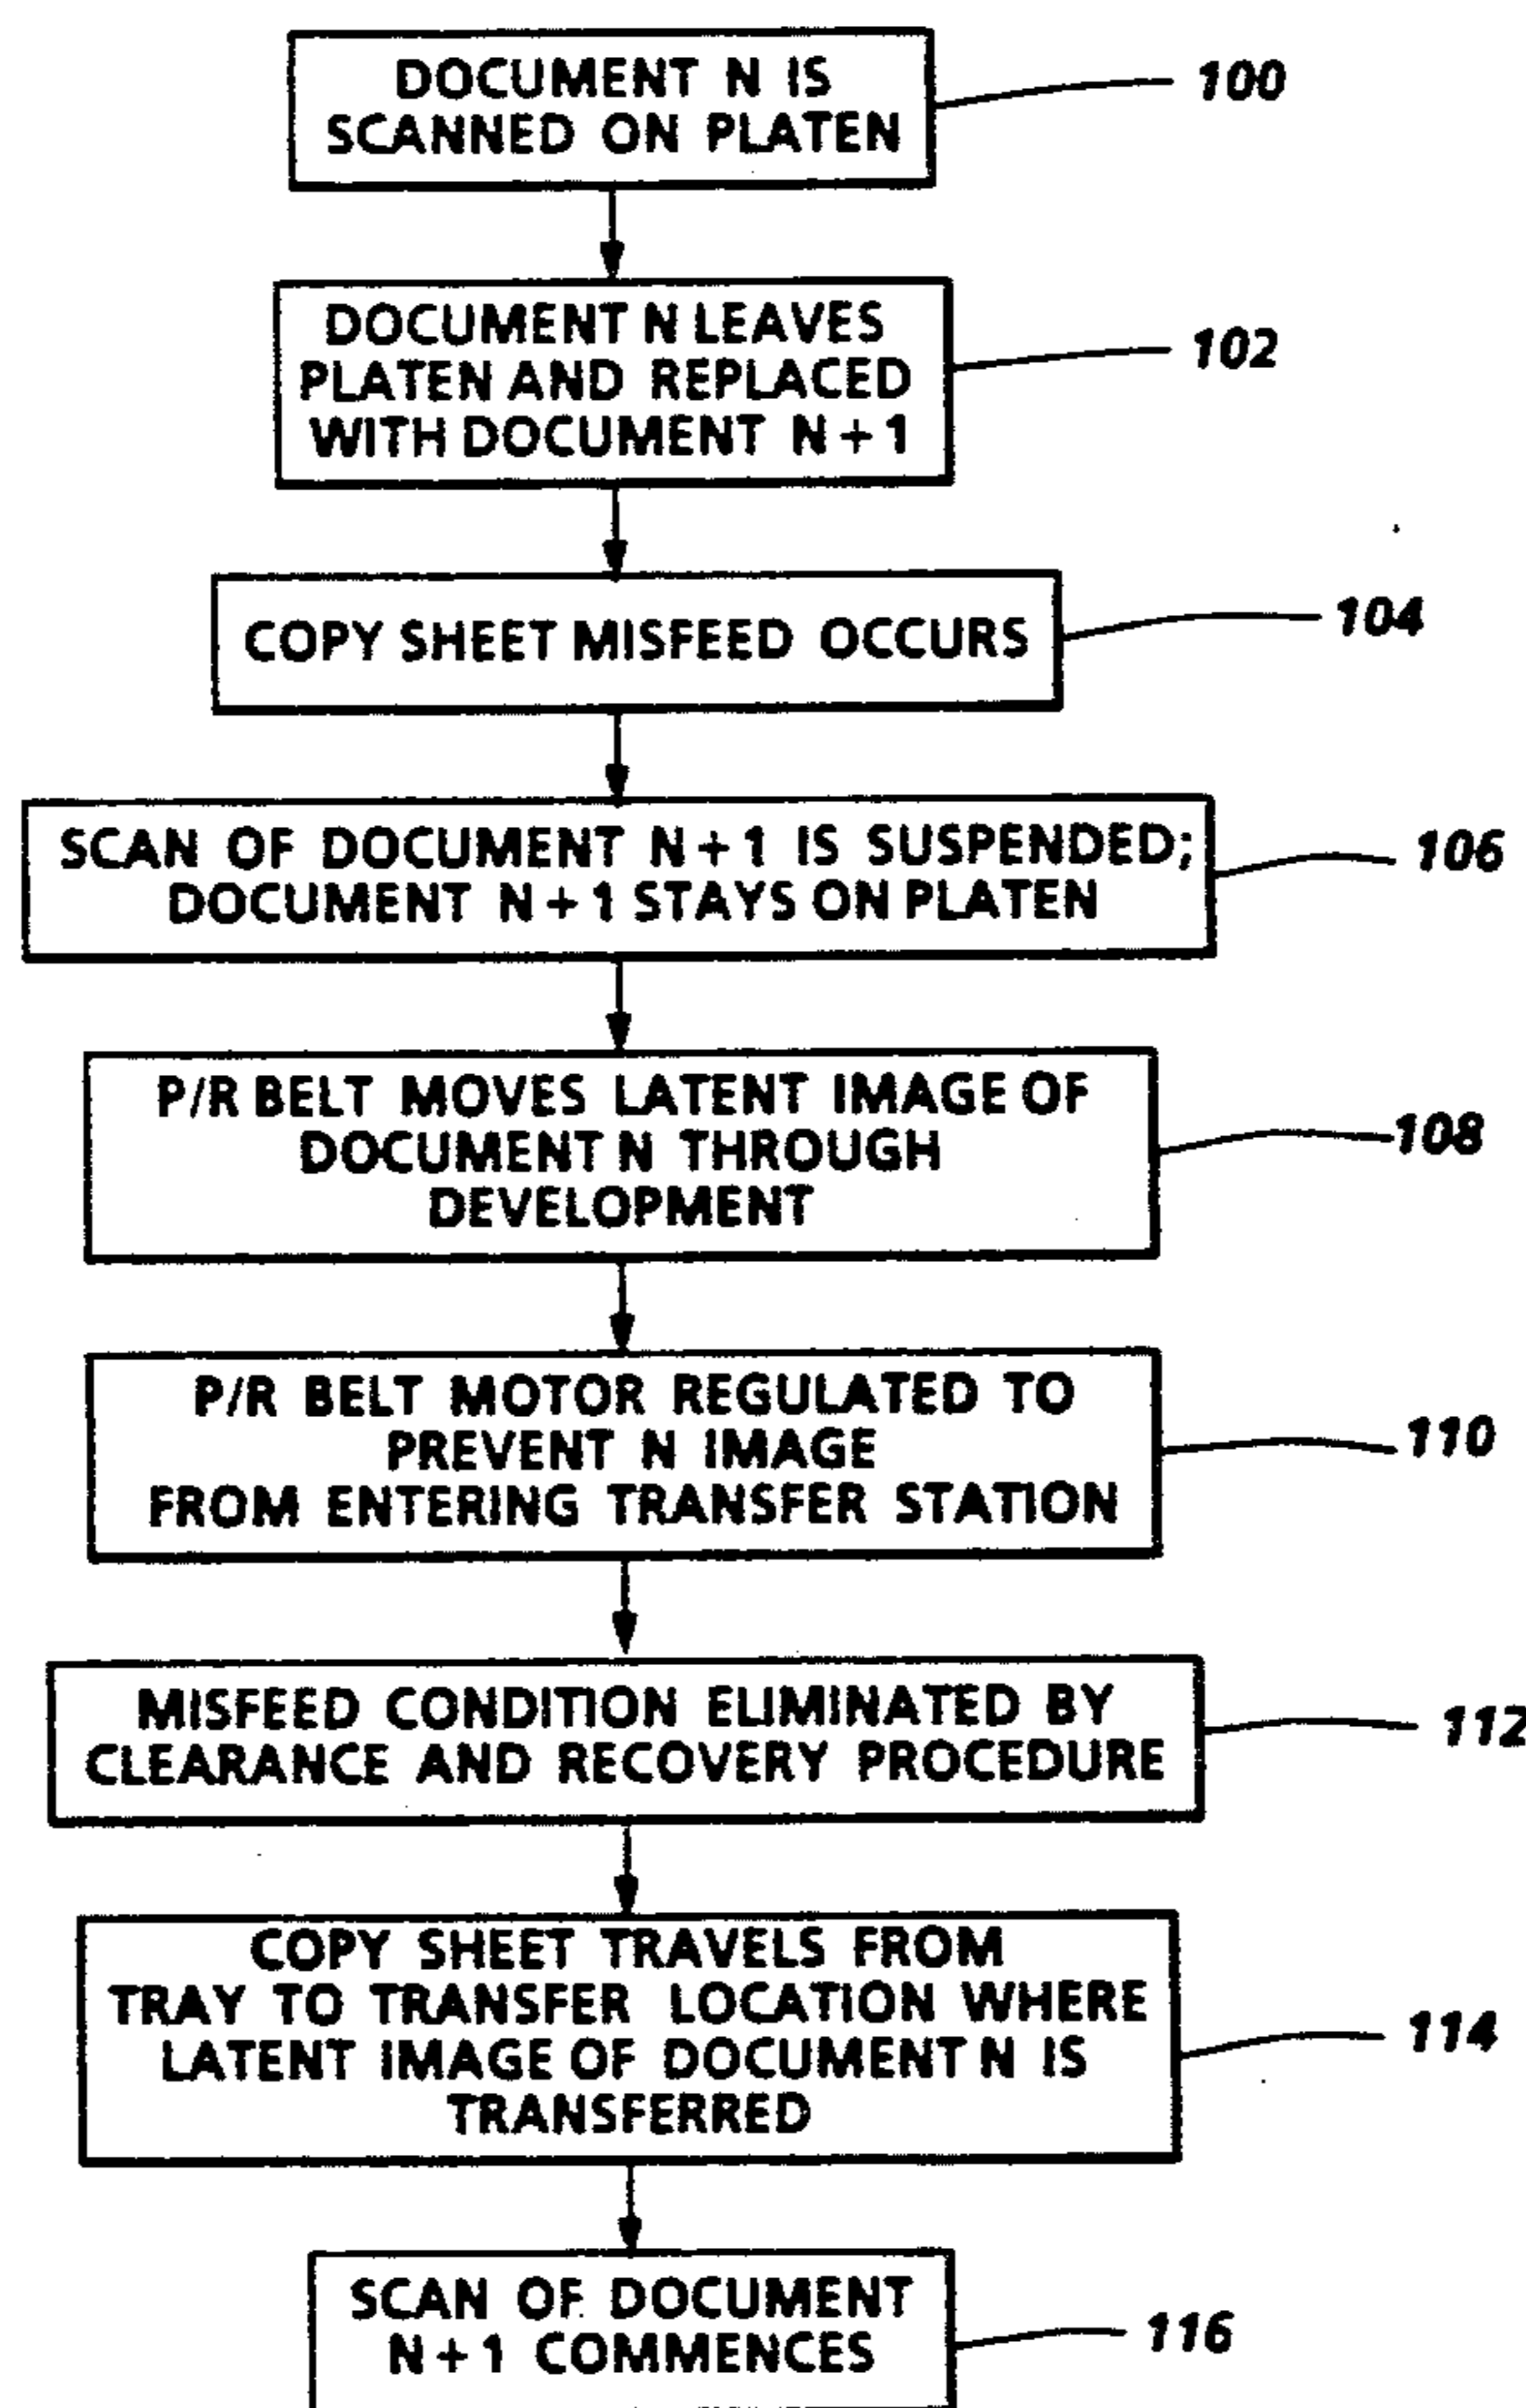 DOCUMENT N IS
SCANNED ON PLATEN
100
DOCUMENT N LEAVES
PLATEN AND REPLACED
WITH DOCUMENT N + 1
102
COPY SHEET MISFEED OCCURS
104
SCAN OF DOCUMENT N + 1 IS SUSPENDED;
DOCUMENT N + 1 STAYS ON PLATEN
106
P/R BELT MOVES LATENT IMAGE OF
DOCUMENT N THROUGH
DEVELOPMENT
108
P/R BELT MOTOR REGULATED TO
PREVENT N IMAGE
FROM ENTERING TRANSFER STATION
110
MISFEED CONDITION ELIMINATED BY
CLEARANCE AND RECOVERY PROCEDURE
112
COPY SHEET TRAVELS FROM
TRAY TO TRANSFER LOCATION WHERE
LATENT IMAGE OF DOCUMENT N IS
TRANSFERRED
114
SCAN OF DOCUMENT
N + 1 COMMENCES
116